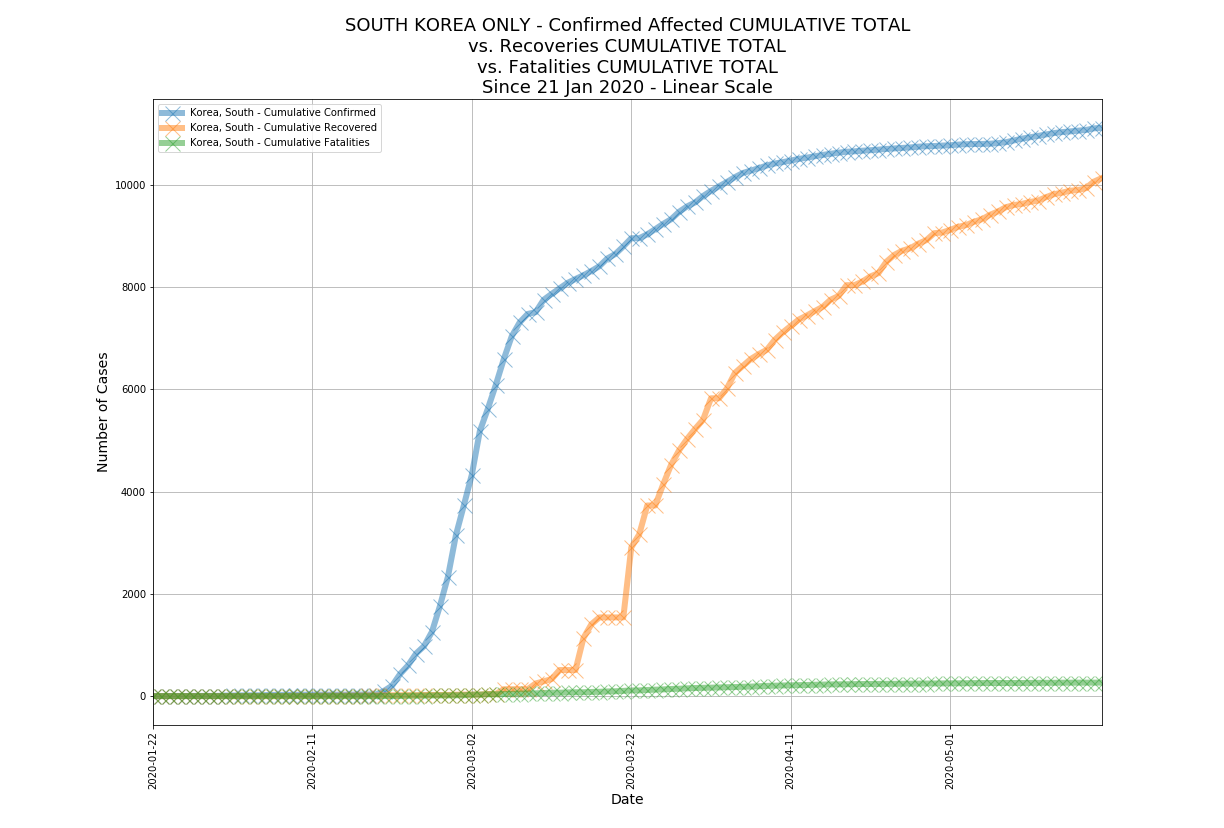 SOUTH KOREA ONLY - Confirmed Affected CUMULATIVE TOTAL
vs. Recoveries CUMULATIVE TOTAL
vs. Fatalities CUMULATIVE TOTAL
Since 21 Jan 2020 - Linear Scale
Korea, South - Cumulative Confirmed
Korea, South - Cumulative Recovered
Korea, South - Cumulative Fatalities
Number of Cases
10000
8000
6000
4000
2000
0
2020-01-22
2020-02-11
2020-03-02
2020-03-22
2020-04-11
2020-05-01
Date